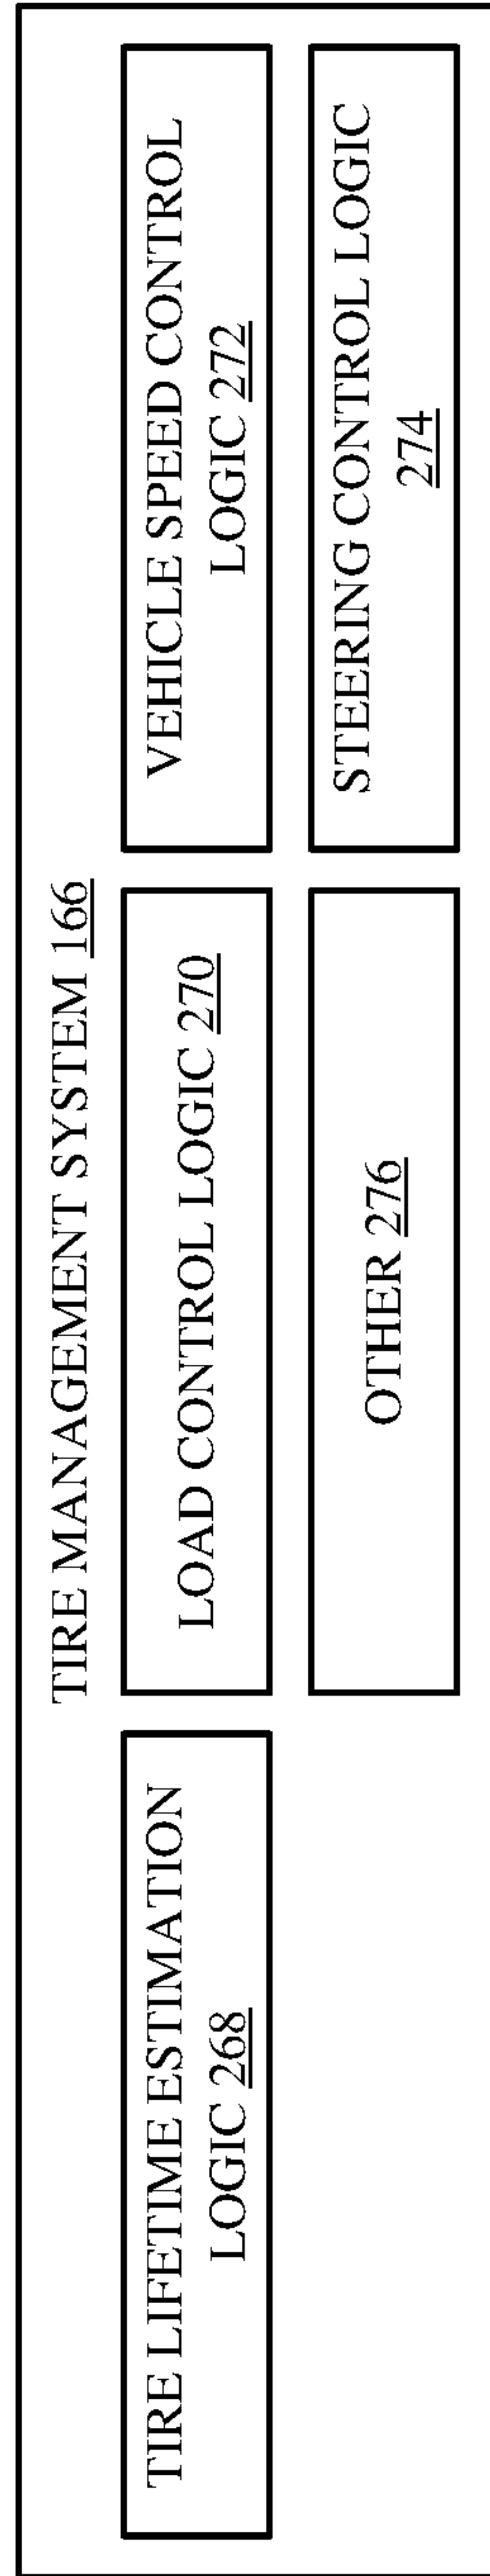 TIRE MANAGEMENT SYSTEM 166
TIRE LIFETIME ESTIMATION
LOGIC 268
LOAD CONTROL LOGIC 270
VEHICLE SPEED CONTROL
LOGIC 272
OTHER 276
STEERING CONTROL LOGIC
274